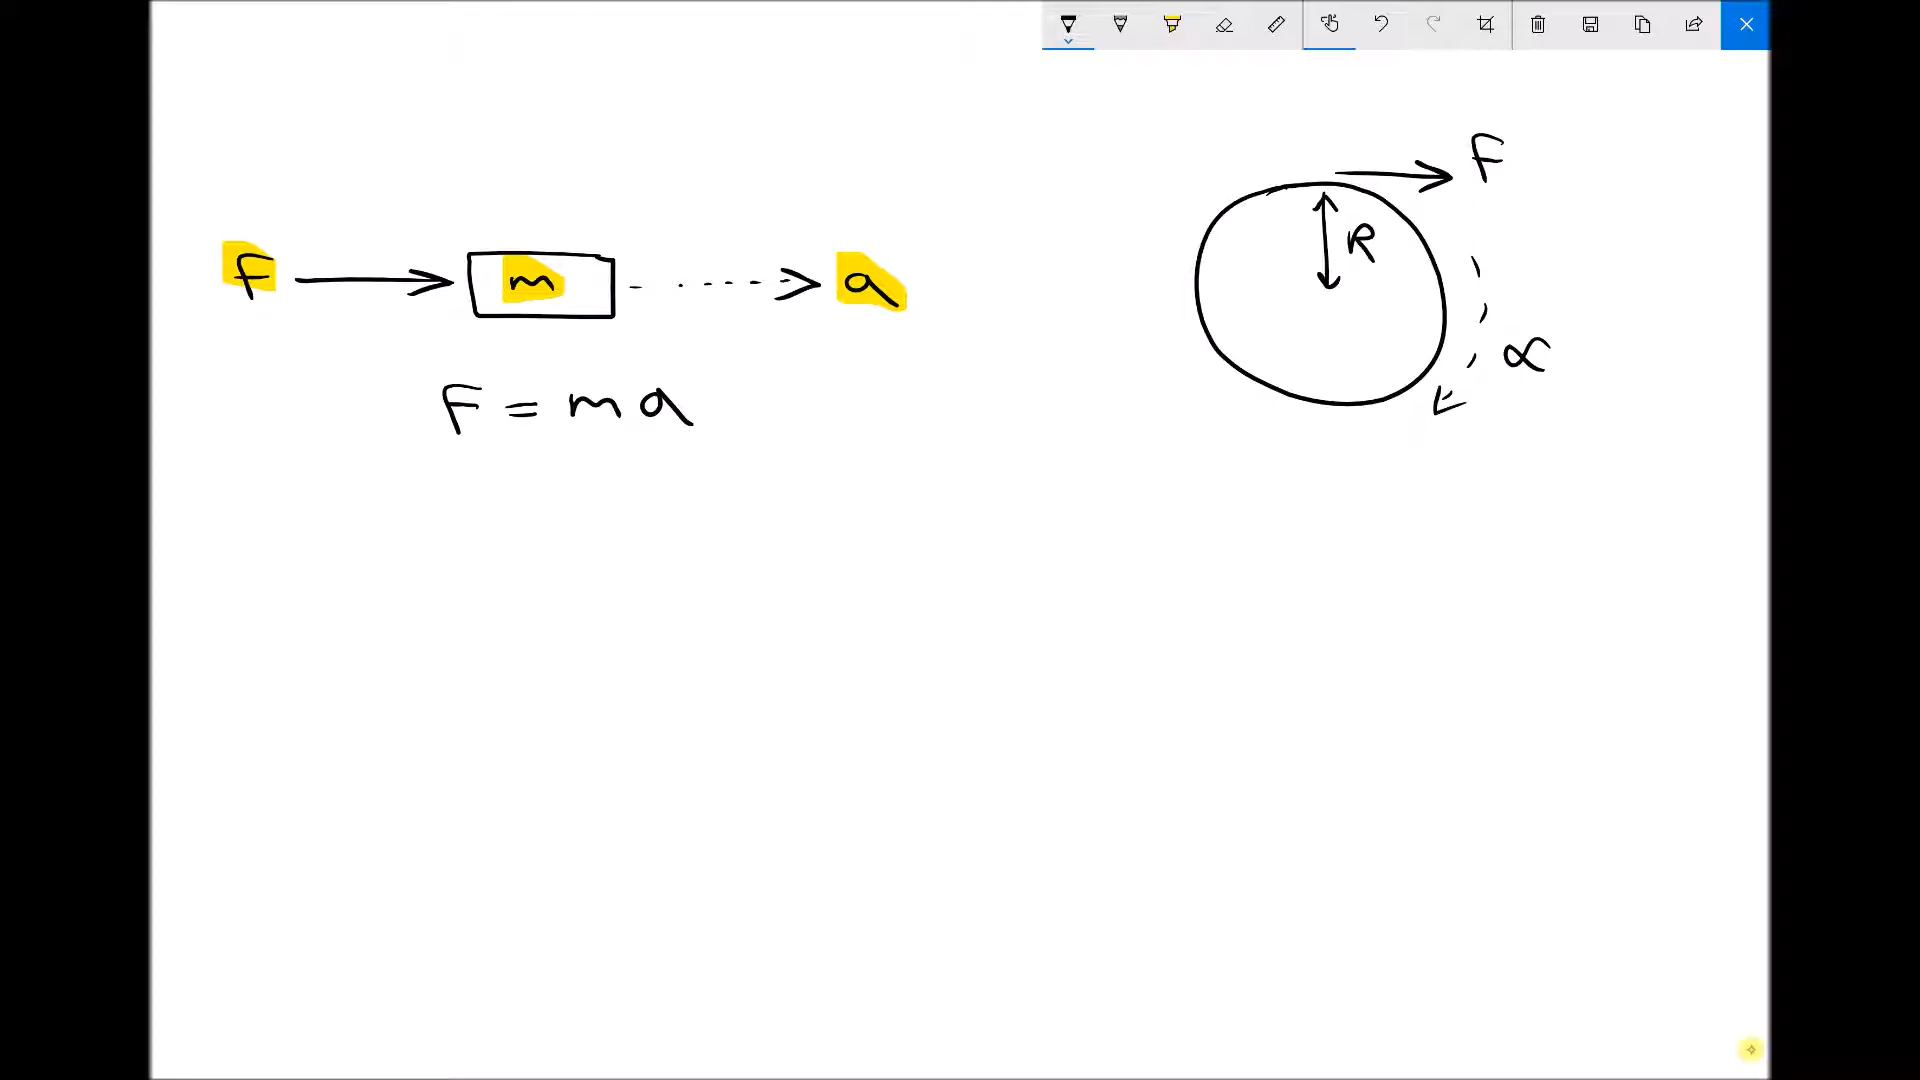 F
R
F m a
α
F = ma